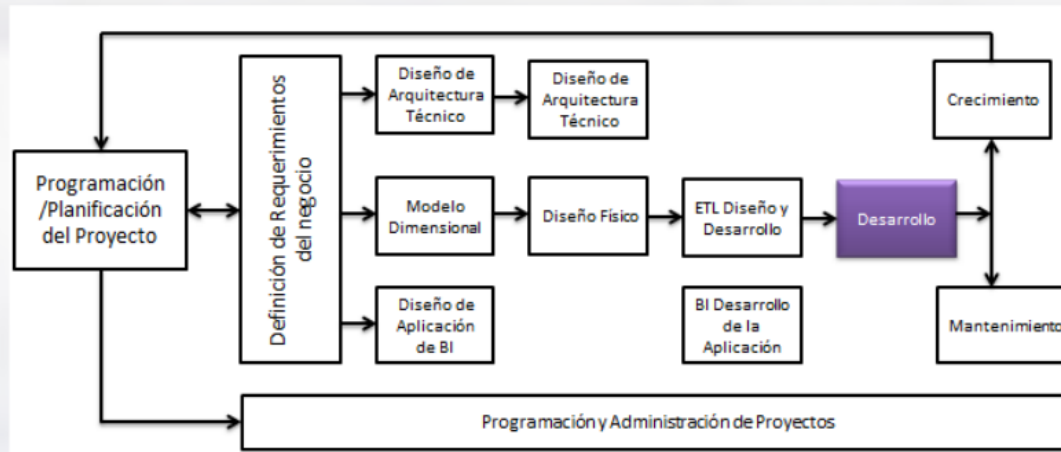 Programación
/Planificación
del Proyecto
Definición de Requerimientos
del negocio
Diseño de
Arquitectura
Técnico
Diseño de
Arquitectura
Técnico
Modelo
Dimensional
Diseño Físico
ETL Diseño y
Desarrollo
Desarrollo
Crecimiento
Mantenimiento
Diseño de
Aplicación
de BI
BI Desarrollo
de la
Aplicación
Programación y Administración de Proyectos